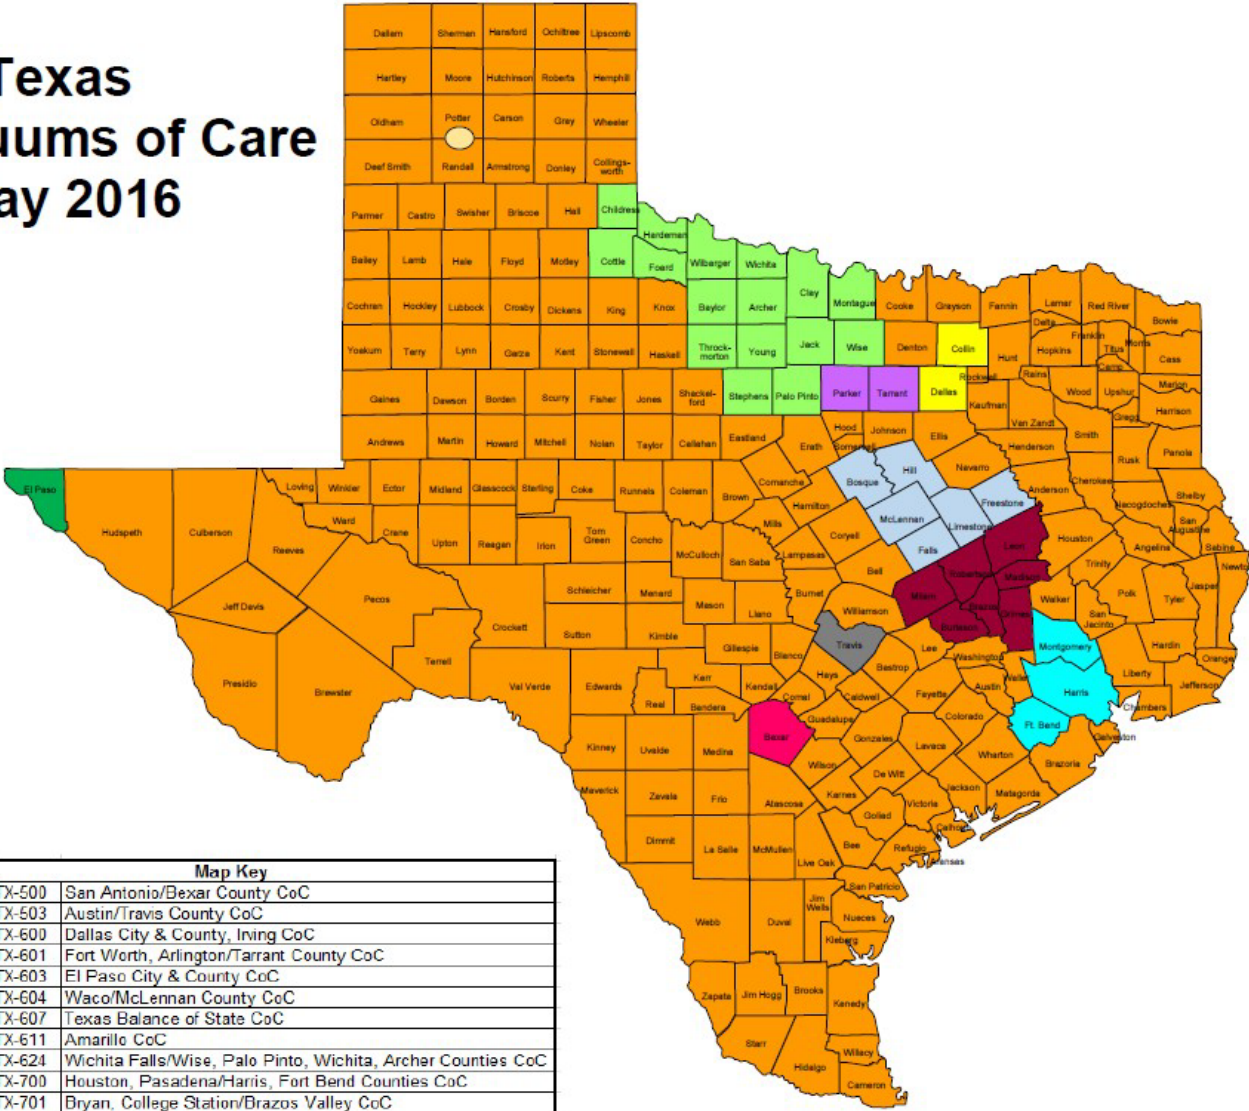 Texas
uums of Care
ay 2016
Dallam Sherman Hansford Ochiltree Lipscomb
Hartley Moore Hutchinson Roberts Hemphill
Oldham Potter Carson Gray Wheeler
Deaf Smith Randall Armstrong Donley Collings-
worth
Parmer Castro Swisher Briscoe Hall Childress
Hardeman
Bailey Lamb Hale Floyd Motley Cottle Foard Wilbarger Wichita
Clay
Montague
Cochran Hockley Lubbock Crosby Dickens King Knox Baylor Archer Cooke Grayson Fannin Lamar Red River
Bowie
Delta
Franklin
Titus
Morris
Yoakum Terry Lynn Garza Kent Stonewall Haskell Throck-
morton Young Jack Wise Denton Collin Hunt Hopkins Cass
Camp
Rockwall Rains
Gaines Dawson Borden Scurry Fisher Jones Shackel-
ford Stephens Palo Pinto Parker Tarrant Dallas Kaufman Wood Upshur Marion
Gregg Harrison
Van Zandt
Andrews Martin Howard Mitchell Nolan Taylor Callahan Eastland Erath Hood Johnson Ellis Smith
Somervell
Henderson Rusk Panola
Navarro
El Paso Loving Winkler Ector Midland Glasscock Sterling Coke Runnels Coleman Brown Comanche Bosque Hill Freestone Anderson Cherokee
Nacogdoches Shelby
Hamilton
Hudspeth Culberson Ward Crane Mills McLennan Limestone San
Augustine
Reeves Upton Reagan Irion Tom
Green Concho McCulloch San Saba Lampasas Coryell Falls Leon Houston Angelina Sabine
Bell Robertson Madison Trinity Newto
Jeff Davis Pecos Schleicher Menard Mason Burnet Milam Brazos Grimes Walker Polk Tyler Jasper
Llano Williamson Burleson San
Jacinto
Crockett Sutton Kimble Gillespie Blanco Travis Lee Washington Montgomery Hardin Orange
Terrell Bastrop
Presidio Brewster Val Verde Edwards Kerr Kendall Hays Waller Liberty Jefferson
Real Bandera Comal Caldwell Fayette Austin Harris Chambers
Guadalupe Colorado Ft. Bend Galveston
Kinney Uvalde Medina Bexar Gonzales Lavaca Wharton Brazoria
Wilson De Witt
Maverick Zavala Frio Atascosa Karnes Victoria Jackson Matagorda
Goliad Calhoun
Dimmit La Salle McMullen Live Oak Bee Refugio Aransas
San Patricio
Webb Duval Jim
Wells Nueces
Kleberg
Zapata Jim Hogg Brooks Kenedy
Starr Hidalgo Willacy
Cameron
Map Key
TX-500 San Antonio/Bexar County CoC
TX-503 Austin/Travis County CoC
TX-600 Dallas City & County, Irving CoC
TX-601 Fort Worth, Arlington/Tarrant County CoC
TX-603 El Paso City & County CoC
TX-604 Waco/McLennan County CoC
TX-607 Texas Balance of State CoC
TX-611 Amarillo CoC
TX-624 Wichita Falls/Wise, Palo Pinto, Wichita, Archer Counties CoC
TX-700 Houston, Pasadena/Harris, Fort Bend Counties CoC
TX-701 Bryan, College Station/Brazos Valley CoC